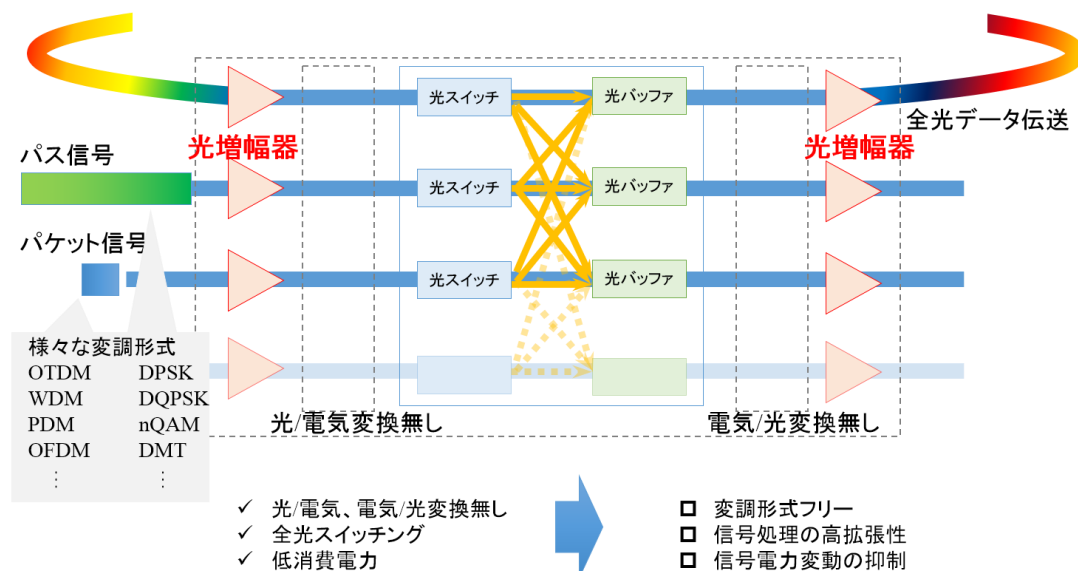 光スイッチ
光バッファ
全光データ伝送
光増幅器
光増幅器
パス信号
光スイッチ
光バッファ
パケット信号
光スイッチ
光バッファ
様々な変調形式
OTDM DPSK
WDM DQPSK
PDM nQAM
OFDM DMT
⋮ ⋮
光/電気変換無し
電気/光変換無し
✓ 光/電気、電気/光変換無し
✓ 全光スイッチング
✓ 低消費電力
□ 変調形式フリー
□ 信号処理の高拡張性
□ 信号電力変動の抑制